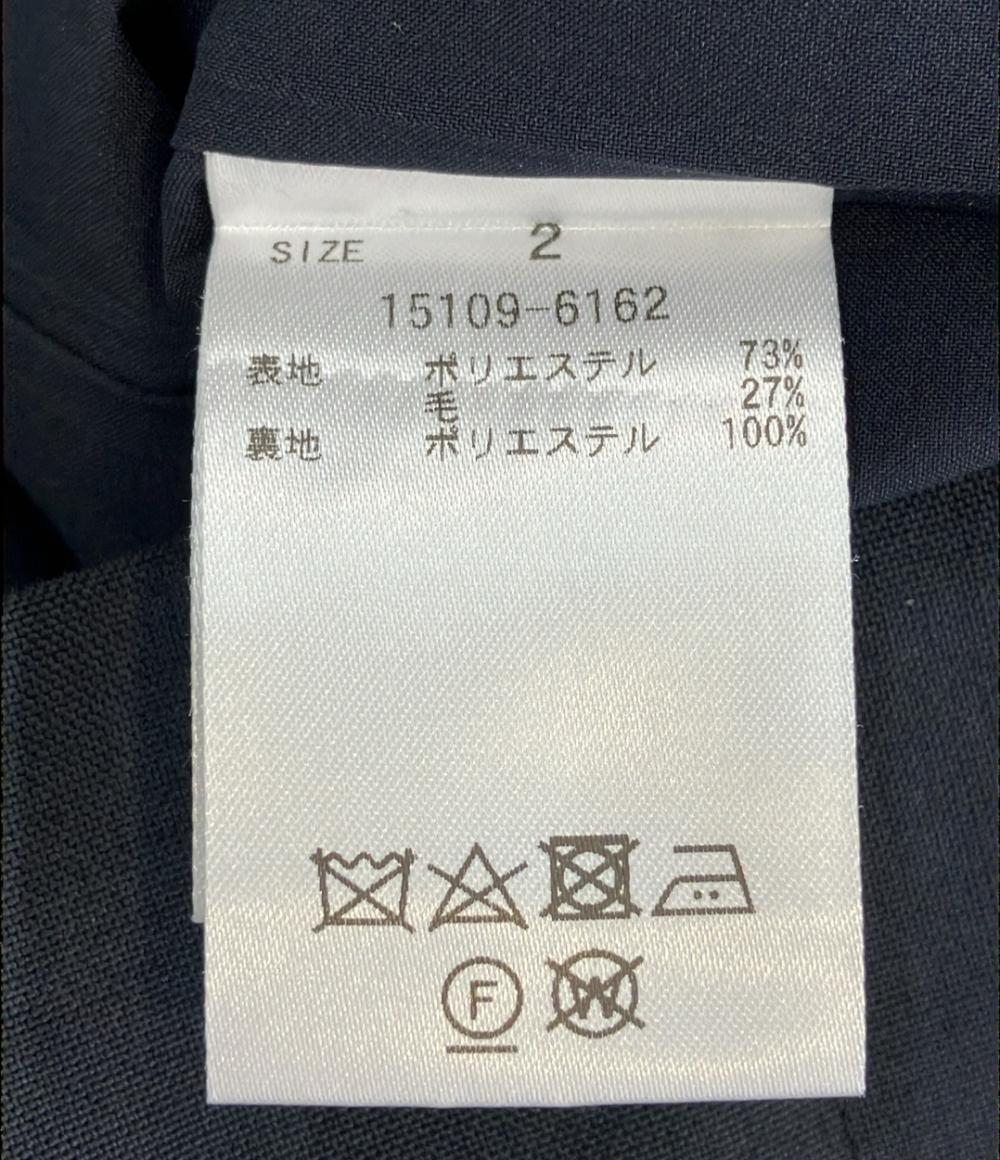 SIZE 2
15109-6162
表地 ポリエステル 73%
毛 27%
裏地 ポリエステル 100%
F W